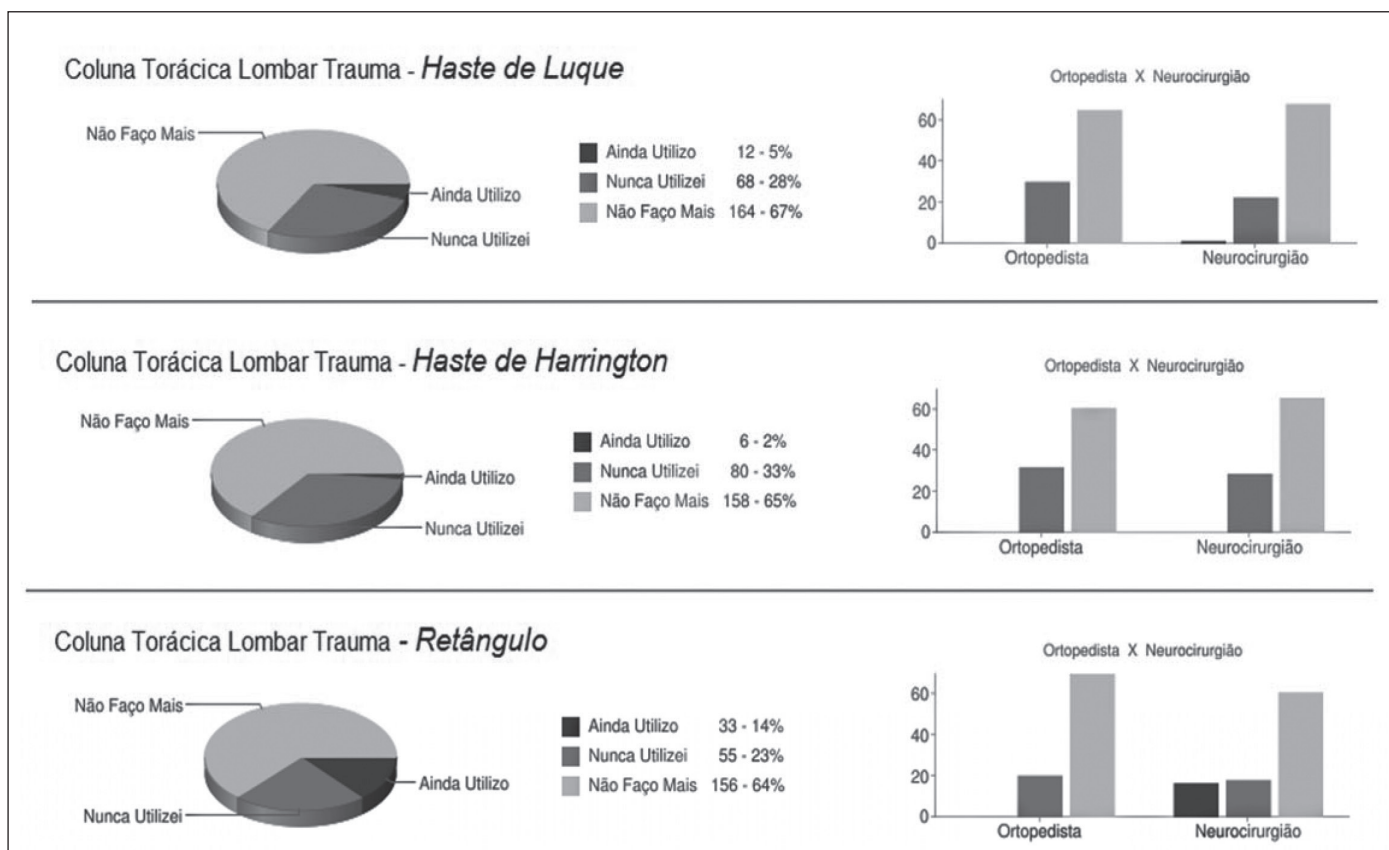 Coluna Torácica Lombar Trauma - Haste de Luque
Não Faço Mais
Ainda Utilizo
Nunca Utilizei
Ainda Utilizo 12 - 5%
Nunca Utilizei 68 - 28%
Não Faço Mais 164 - 67%
Ortopedista X Neurocirurgião
60
40
20
0
Ortopedista Neurocirurgião
Coluna Torácica Lombar Trauma - Haste de Harrington
Não Faço Mais
Ainda Utilizo
Nunca Utilizei
Ainda Utilizo 6 - 2%
Nunca Utilizei 80 - 33%
Não Faço Mais 158 - 65%
Ortopedista X Neurocirurgião
60
40
20
0
Ortopedista Neurocirurgião
Coluna Torácica Lombar Trauma - Retângulo
Não Faço Mais
Ainda Utilizo
Nunca Utilizei
Ainda Utilizo 33 - 14%
Nunca Utilizei 55 - 23%
Não Faço Mais 156 - 64%
Ortopedista X Neurocirurgião
60
40
20
0
Ortopedista Neurocirurgião